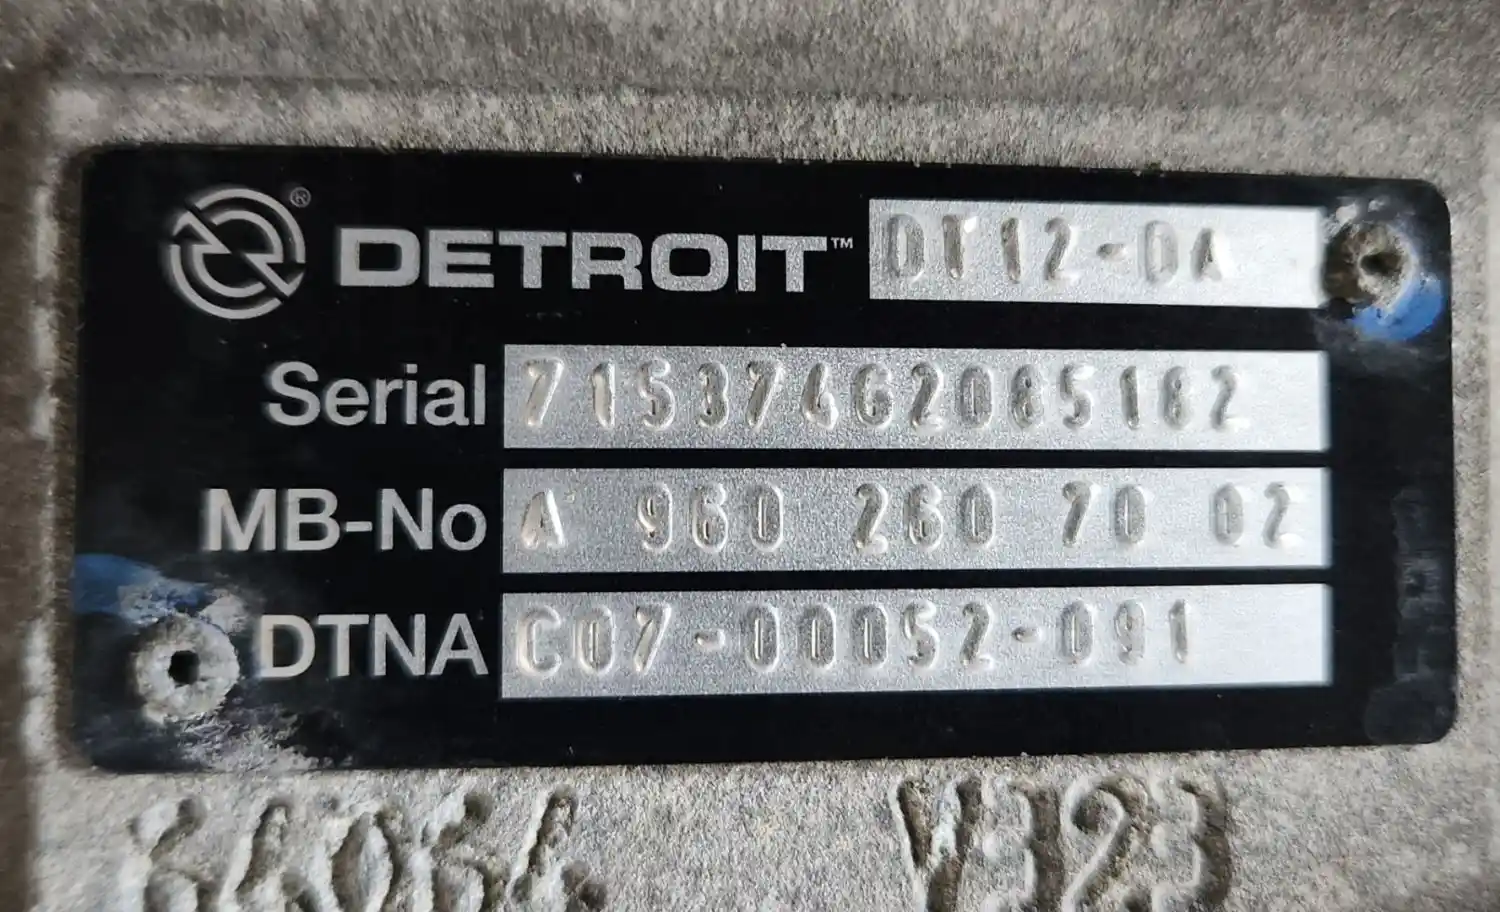 ® DETROIT™ DT12-DA
Serial 715374G2085182
MB-No A 960 260 70 02
DTNA C07-00052-091
V323